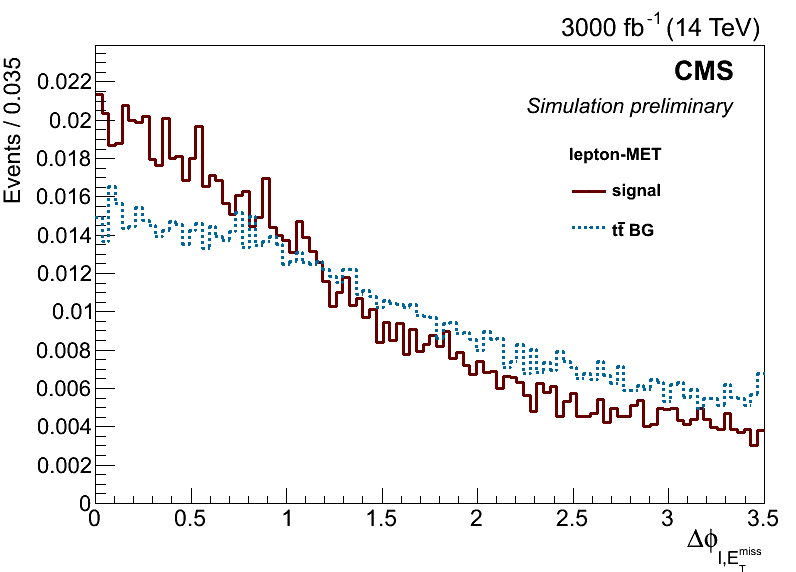 3000 fb⁻¹ (14 TeV)
CMS
Simulation preliminary
lepton-MET
signal
tt̄ BG
Events / 0.035
0.022
0.02
0.018
0.016
0.014
0.012
0.01
0.008
0.006
0.004
0.002
0
0 0.5 1 1.5 2 2.5 3 3.5
Δϕ l,E_T^miss